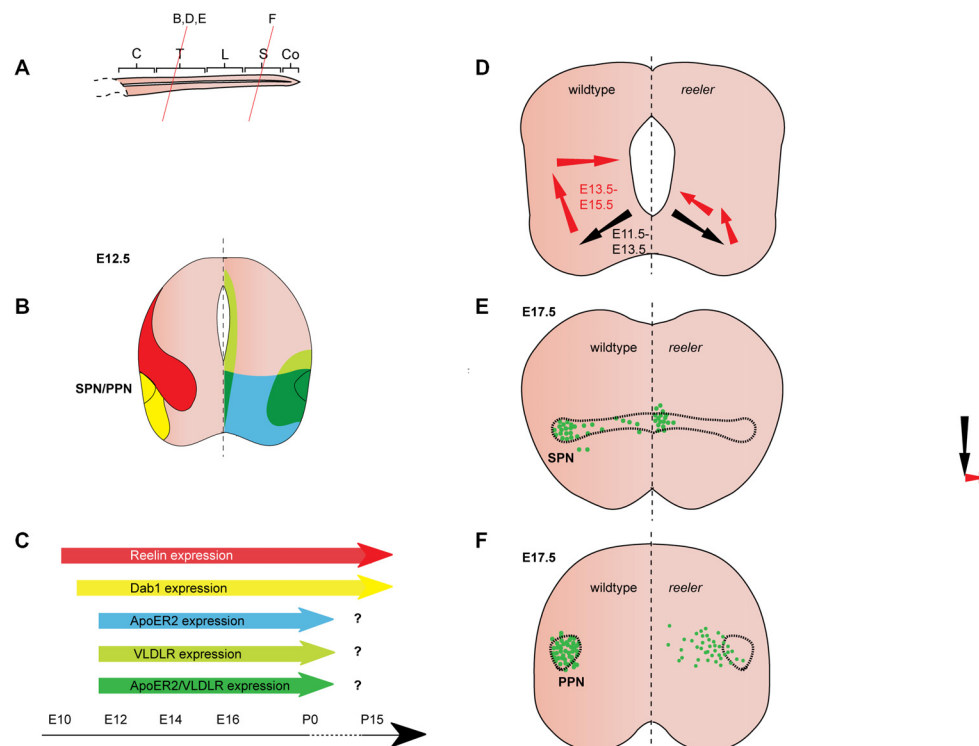 A
B,D,E
F
C
T
L
S
Co
B
E12.5
SPN/PPN
C
Reelin expression
Dab1 expression
ApoER2 expression
?
VLDLR expression
?
ApoER2/VLDLR expression
?
E10
E12
E14
E16
P0
P15
D
wildtype
reeler
E13.5-
E15.5
E11.5-
E13.5
E
E17.5
wildtype
reeler
SPN
F
E17.5
wildtype
reeler
PPN